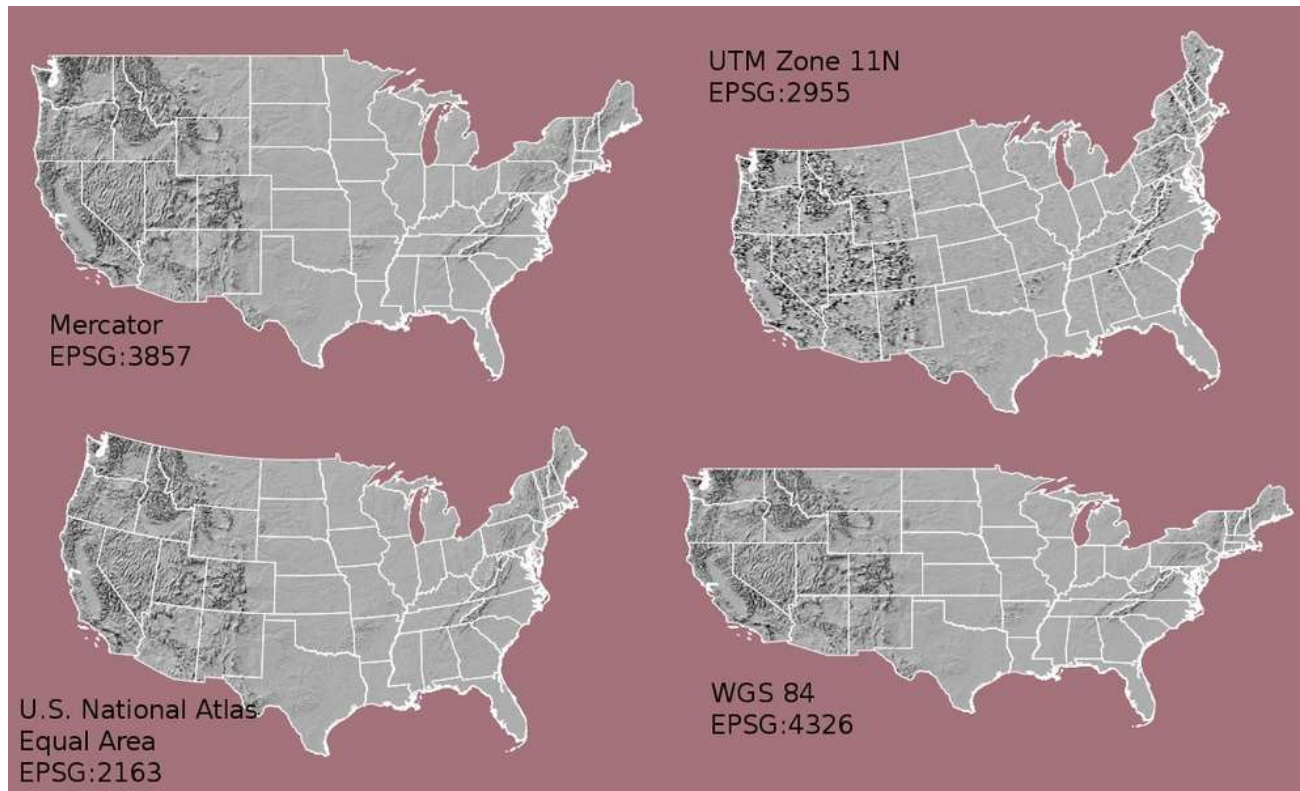 Mercator
EPSG:3857
UTM Zone 11N
EPSG:2955
U.S. National Atlas
Equal Area
EPSG:2163
WGS 84
EPSG:4326